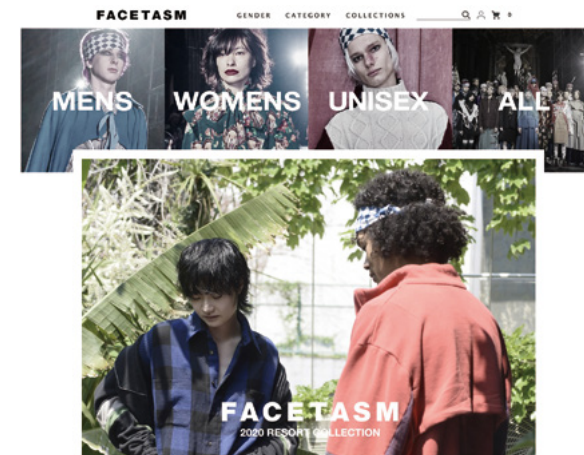 FACETASM GENDER CATEGORY COLLECTIONS 0
MENS WOMENS UNISEX ALL
FACETASM
2020 RESORT COLLECTION